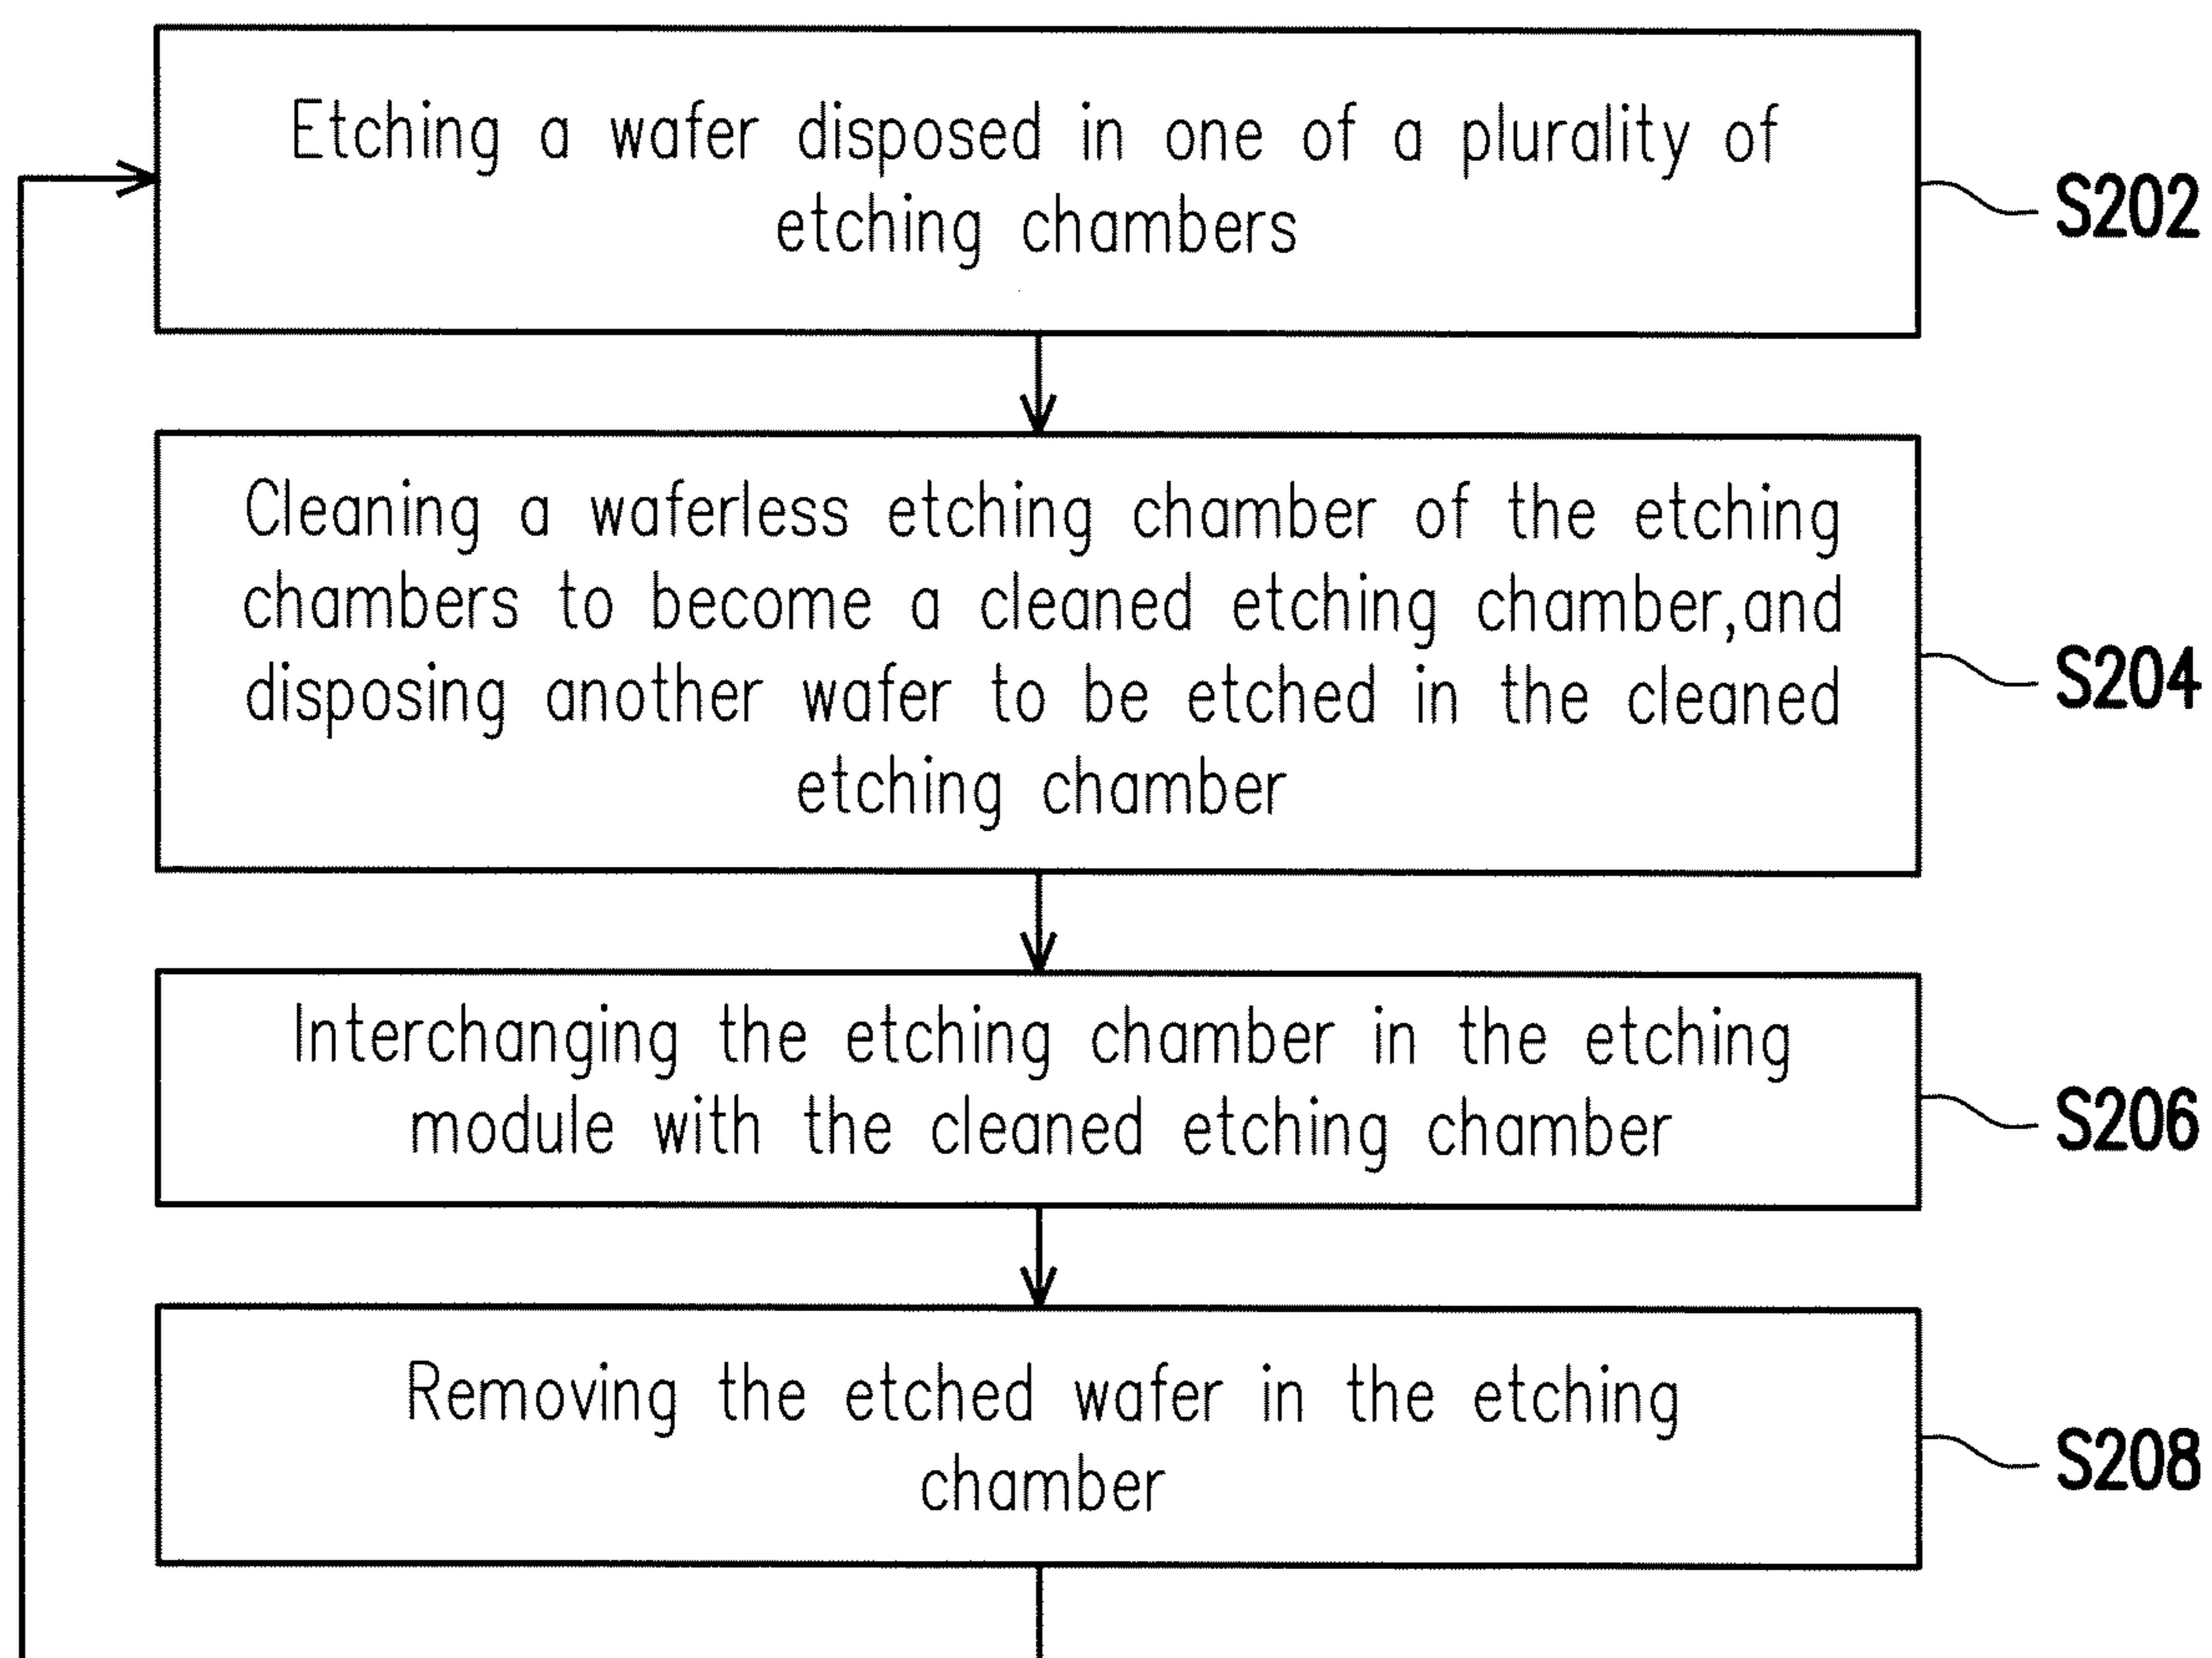 Etching a wafer disposed in one of a plurality of
etching chambers
S202
Cleaning a waferless etching chamber of the etching
chambers to become a cleaned etching chamber,and
disposing another wafer to be etched in the cleaned
etching chamber
S204
Interchanging the etching chamber in the etching
module with the cleaned etching chamber
S206
Removing the etched wafer in the etching
chamber
S208